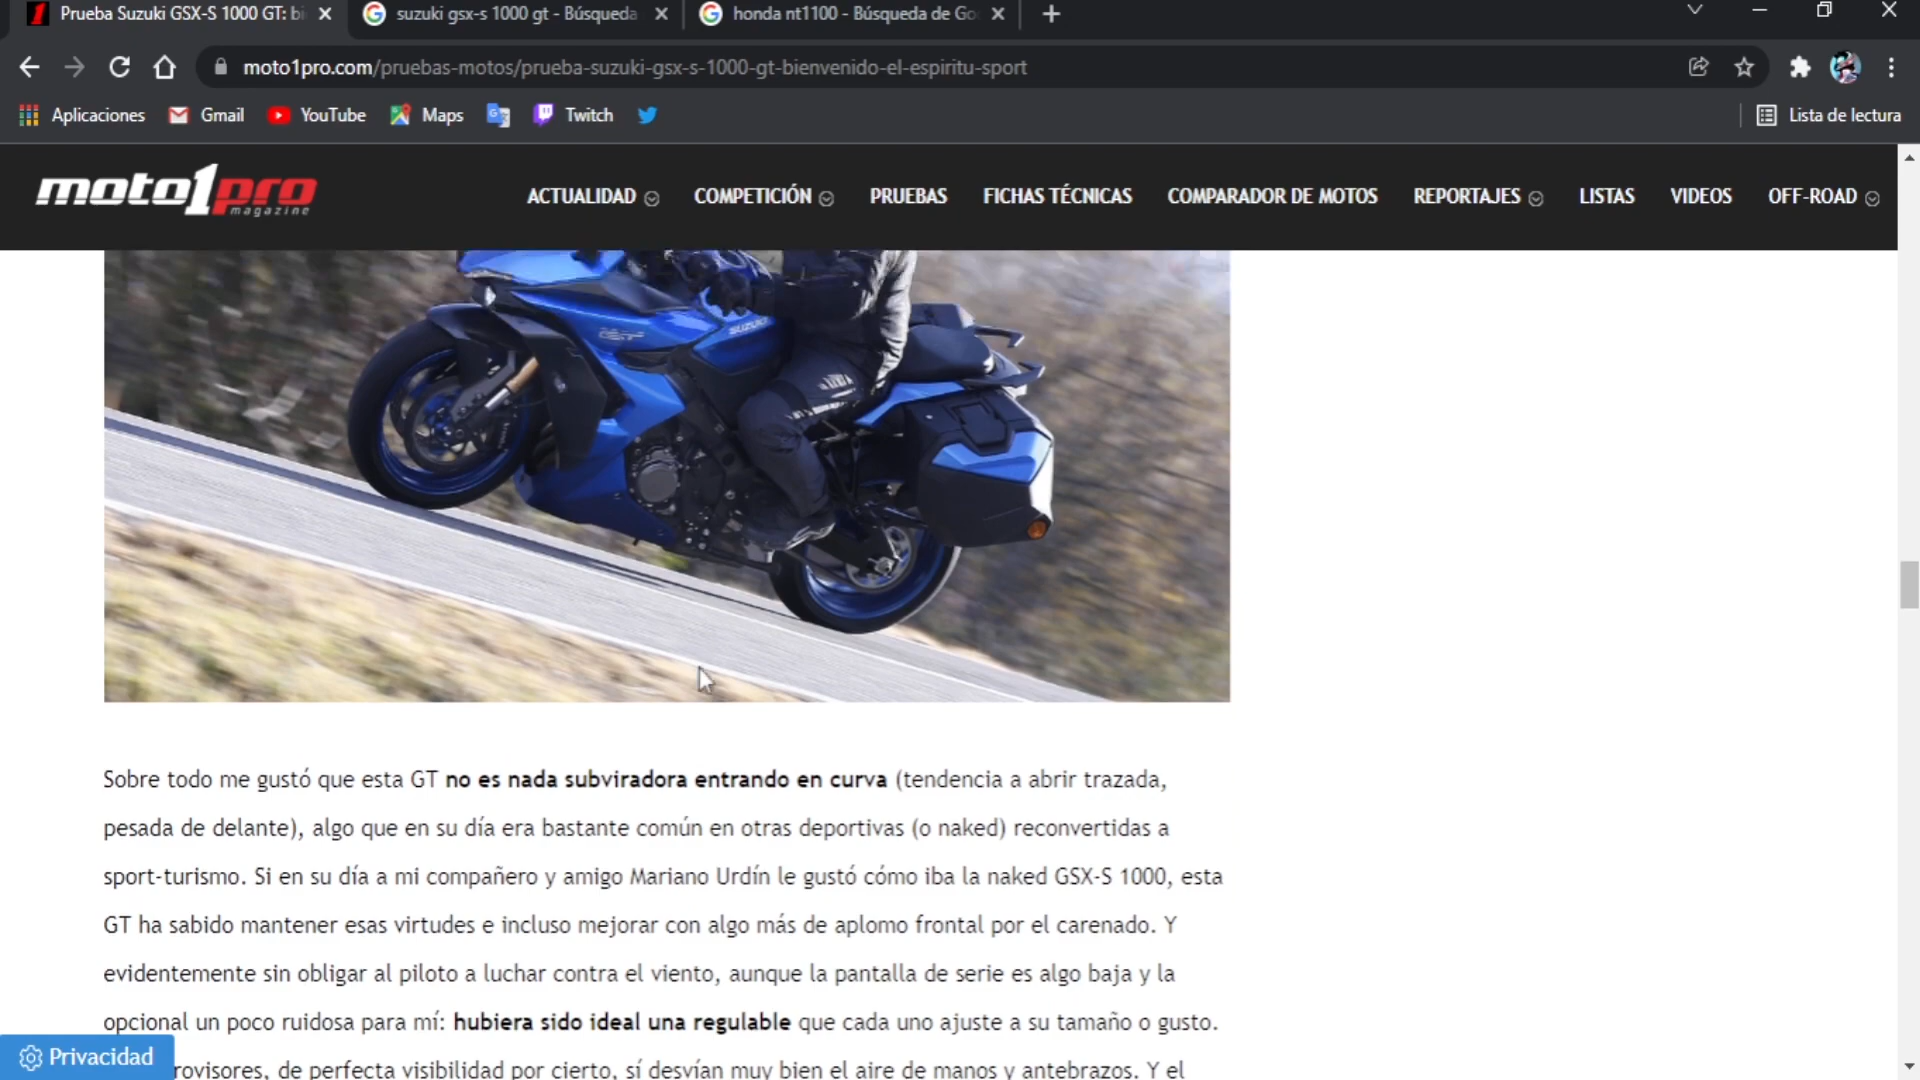 Prueba Suzuki GSX-S 1000 GT: bi
suzuki gsx-s 1000 gt - Búsqueda
honda nt1100 - Búsqueda de Go
moto1pro.com/pruebas-motos/prueba-suzuki-gsx-s-1000-gt-bienvenido-el-espiritu-sport
Aplicaciones Gmail YouTube Maps Twitch Lista de lectura
moto1pro
magazine
ACTUALIDAD COMPETICIÓN PRUEBAS FICHAS TÉCNICAS COMPARADOR DE MOTOS REPORTAJES LISTAS VIDEOS OFF-ROAD
SUZUKI
Sobre todo me gustó que esta GT no es nada subviradora entrando en curva (tendencia a abrir trazada,
pesada de delante), algo que en su día era bastante común en otras deportivas (o naked) reconvertidas a
sport-turismo. Si en su día a mi compañero y amigo Mariano Urdín le gustó cómo iba la naked GSX-S 1000, esta
GT ha sabido mantener esas virtudes e incluso mejorar con algo más de aplomo frontal por el carenado. Y
evidentemente sin obligar al piloto a luchar contra el viento, aunque la pantalla de serie es algo baja y la
opcional un poco ruidosa para mí: hubiera sido ideal una regulable que cada uno ajuste a su tamaño o gusto.
rovisores, de perfecta visibilidad por cierto, sí desvían muy bien el aire de manos y antebrazos. Y el
Privacidad